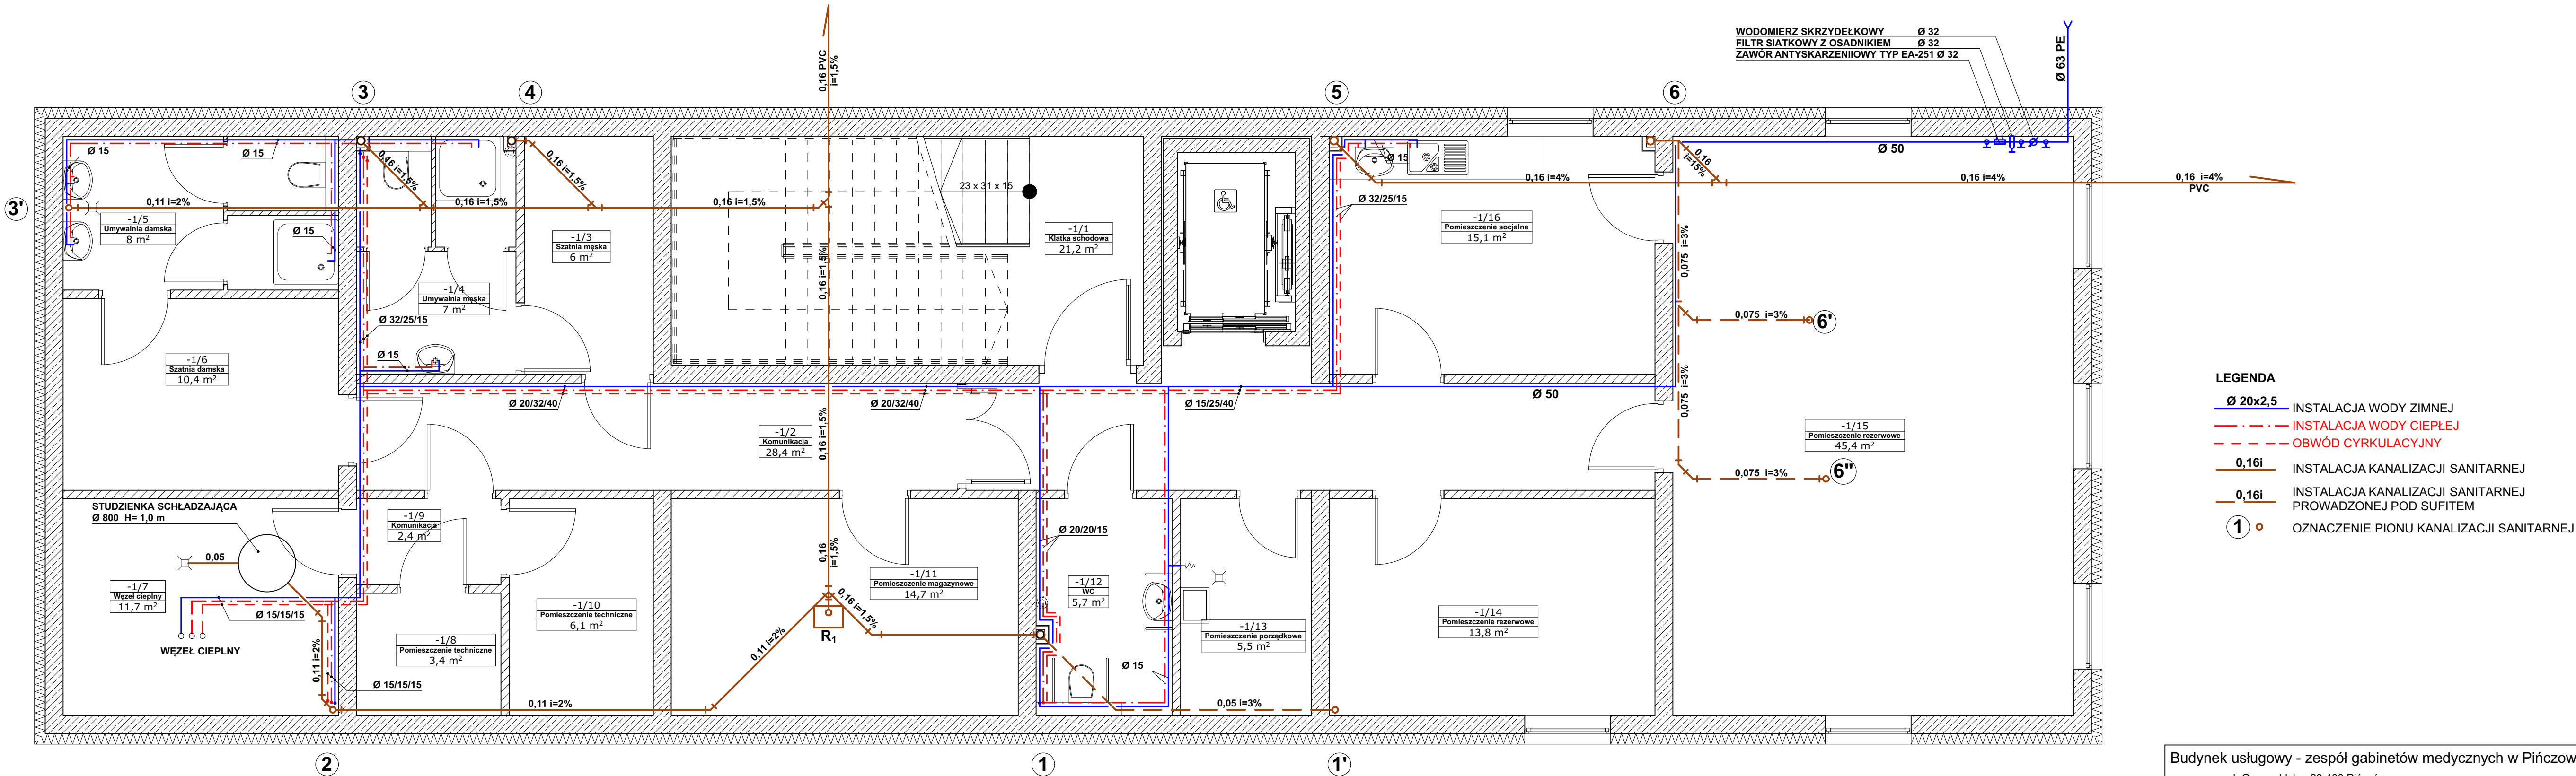 WODOMIERZ SKRZYDEŁKOWY Ø 32
FILTR SIATKOWY Z OSADNIKIEM Ø 32
ZAWÓR ANTYSKARZENIIOWY TYP EA-251 Ø 32
Ø 63 PE
0,16 PVC
i=1,5%
3
4
5
6
Ø 15
Ø 15
0,16 i=1,5%
0,16 i=1,5%
23 x 31 x 15
Ø 15
0,16
i=15%
Ø 50
3'
0,11 i=2%
0,16 i=1,5%
0,16 i=1,5%
0,16 i=4%
0,16 i=4%
0,16 i=4%
PVC
-1/5
Umywalnia damska
8 m²
Ø 15
-1/3
Szatnia męska
6 m²
-1/1
Klatka schodowa
21,2 m²
Ø 32/25/15
-1/16
Pomieszczenie socjalne
15,1 m²
0,16 i=1,5%
0,075 i=3%
-1/4
Umywalnia męska
7 m²
Ø 32/25/15
0,075 i=3%
6'
Ø 15
-1/6
Szatnia damska
10,4 m²
Ø 20/32/40
Ø 20/32/40
Ø 15/25/40
Ø 50
0,075 i=3%
LEGENDA
Ø 20x2,5
INSTALACJA WODY ZIMNEJ
INSTALACJA WODY CIEPŁEJ
OBWÓD CYRKULACYJNY
0,16i
INSTALACJA KANALIZACJI SANITARNEJ
0,16i
INSTALACJA KANALIZACJI SANITARNEJ
PROWADZONEJ POD SUFITEM
1
OZNACZENIE PIONU KANALIZACJI SANITARNEJ
-1/2
Komunikacja
28,4 m²
0,16 i=1,5%
-1/15
Pomieszczenie rezerwowe
45,4 m²
0,075 i=3%
6"
STUDZIENKA SCHŁADZAJĄCA
Ø 800 H= 1,0 m
-1/9
Komunikacja
2,4 m²
0,05
0,16
i=1,5%
Ø 20/20/15
-1/7
Węzeł cieplny
11,7 m²
Ø 15/15/15
-1/10
Pomieszczenie techniczne
6,1 m²
-1/11
Pomieszczenie magazynowe
14,7 m²
0,16 i=1,5%
-1/12
WC
5,7 m²
-1/14
Pomieszczenie rezerwowe
13,8 m²
R1
WĘZEŁ CIEPLNY
0,11 i=2%
-1/8
Pomieszczenie techniczne
3,4 m²
0,11 i=2%
-1/13
Pomieszczenie porządkowe
5,5 m²
Ø 15/15/15
Ø 15
0,11 i=2%
0,05 i=3%
2
1
1'
Budynek usługowy - zespół gabinetów medycznych w Pińczow